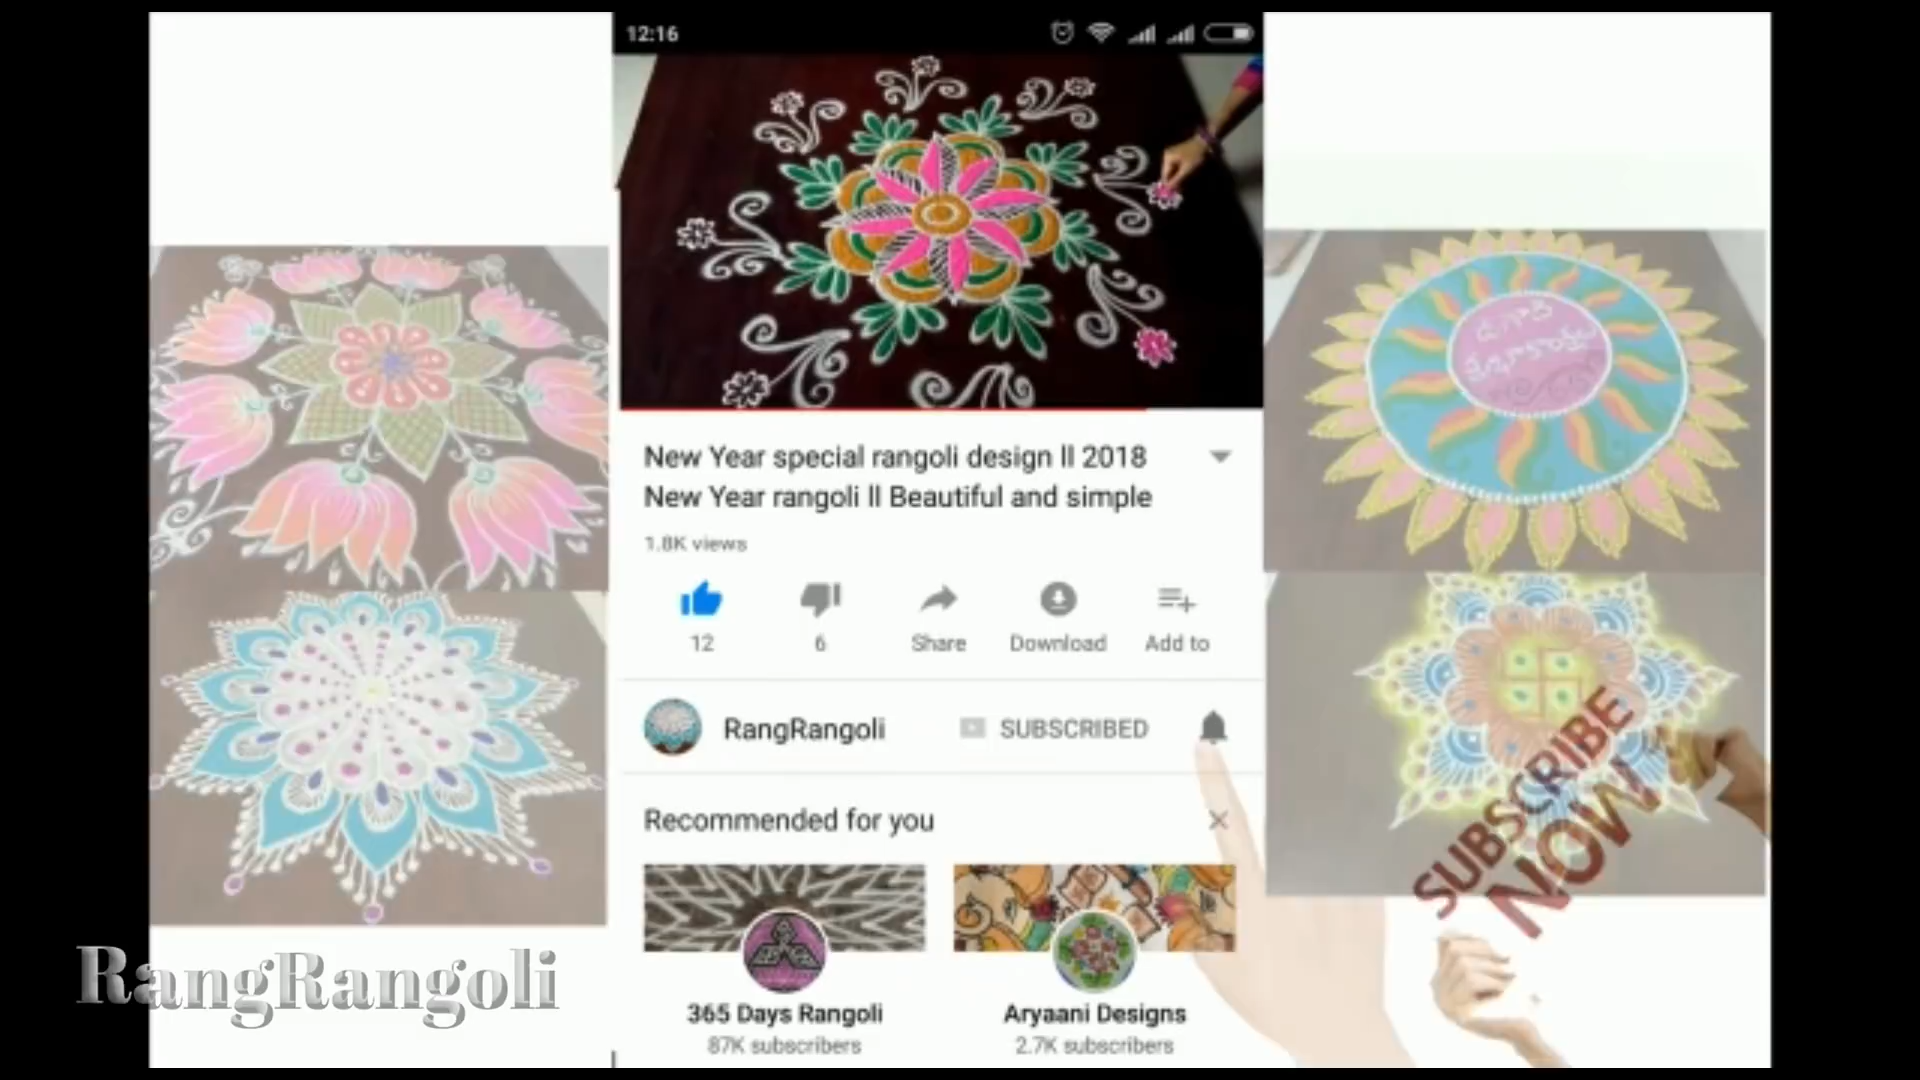 12:16
New Year special rangoli design ll 2018
New Year rangoli ll Beautiful and simple
1.8K views
12
6
Share
Download
Add to
RangRangoli
SUBSCRIBED
Recommended for you
365 Days Rangoli
87K subscribers
Aryaani Designs
2.7K subscribers
SUBSCRIBE
NOW
RangRangoli